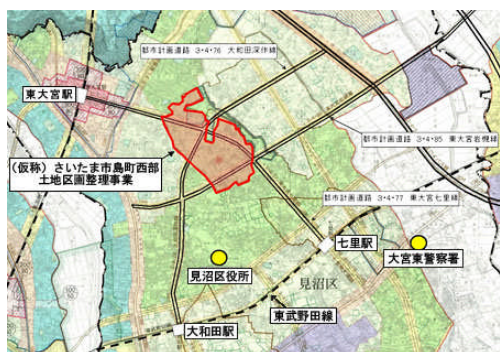 都市計画道路 3・4・76 大和田深作線
東大宮駅
都市計画道路 3・4・85 東大宮岩槻線
(仮称)さいたま市島町西部
土地区画整理事業
都市計画道路 3・4・77 東大宮七里線
七里駅
大宮東警察署
見沼区役所
見沼区
東武野田線
大和田駅